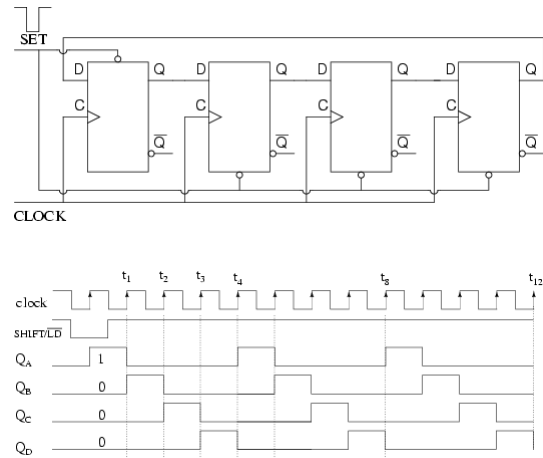 SET
D Q D Q D Q D Q
C C C C
Q Q Q Q
CLOCK
t1 t2 t3 t4 t8 t12
clock
SHIFT/LD
QA 1
QB 0
QC 0
QD 0